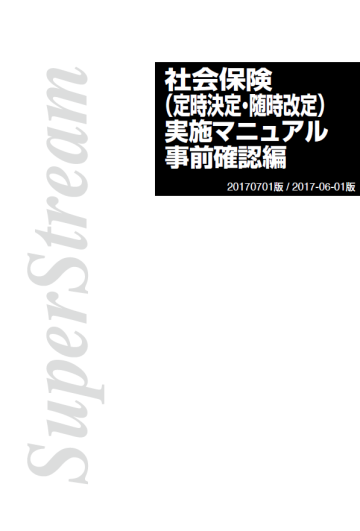 社会保険
(定時決定・随時改定)
実施マニュアル
事前確認編
20170701版 / 2017-06-01版
SuperStream